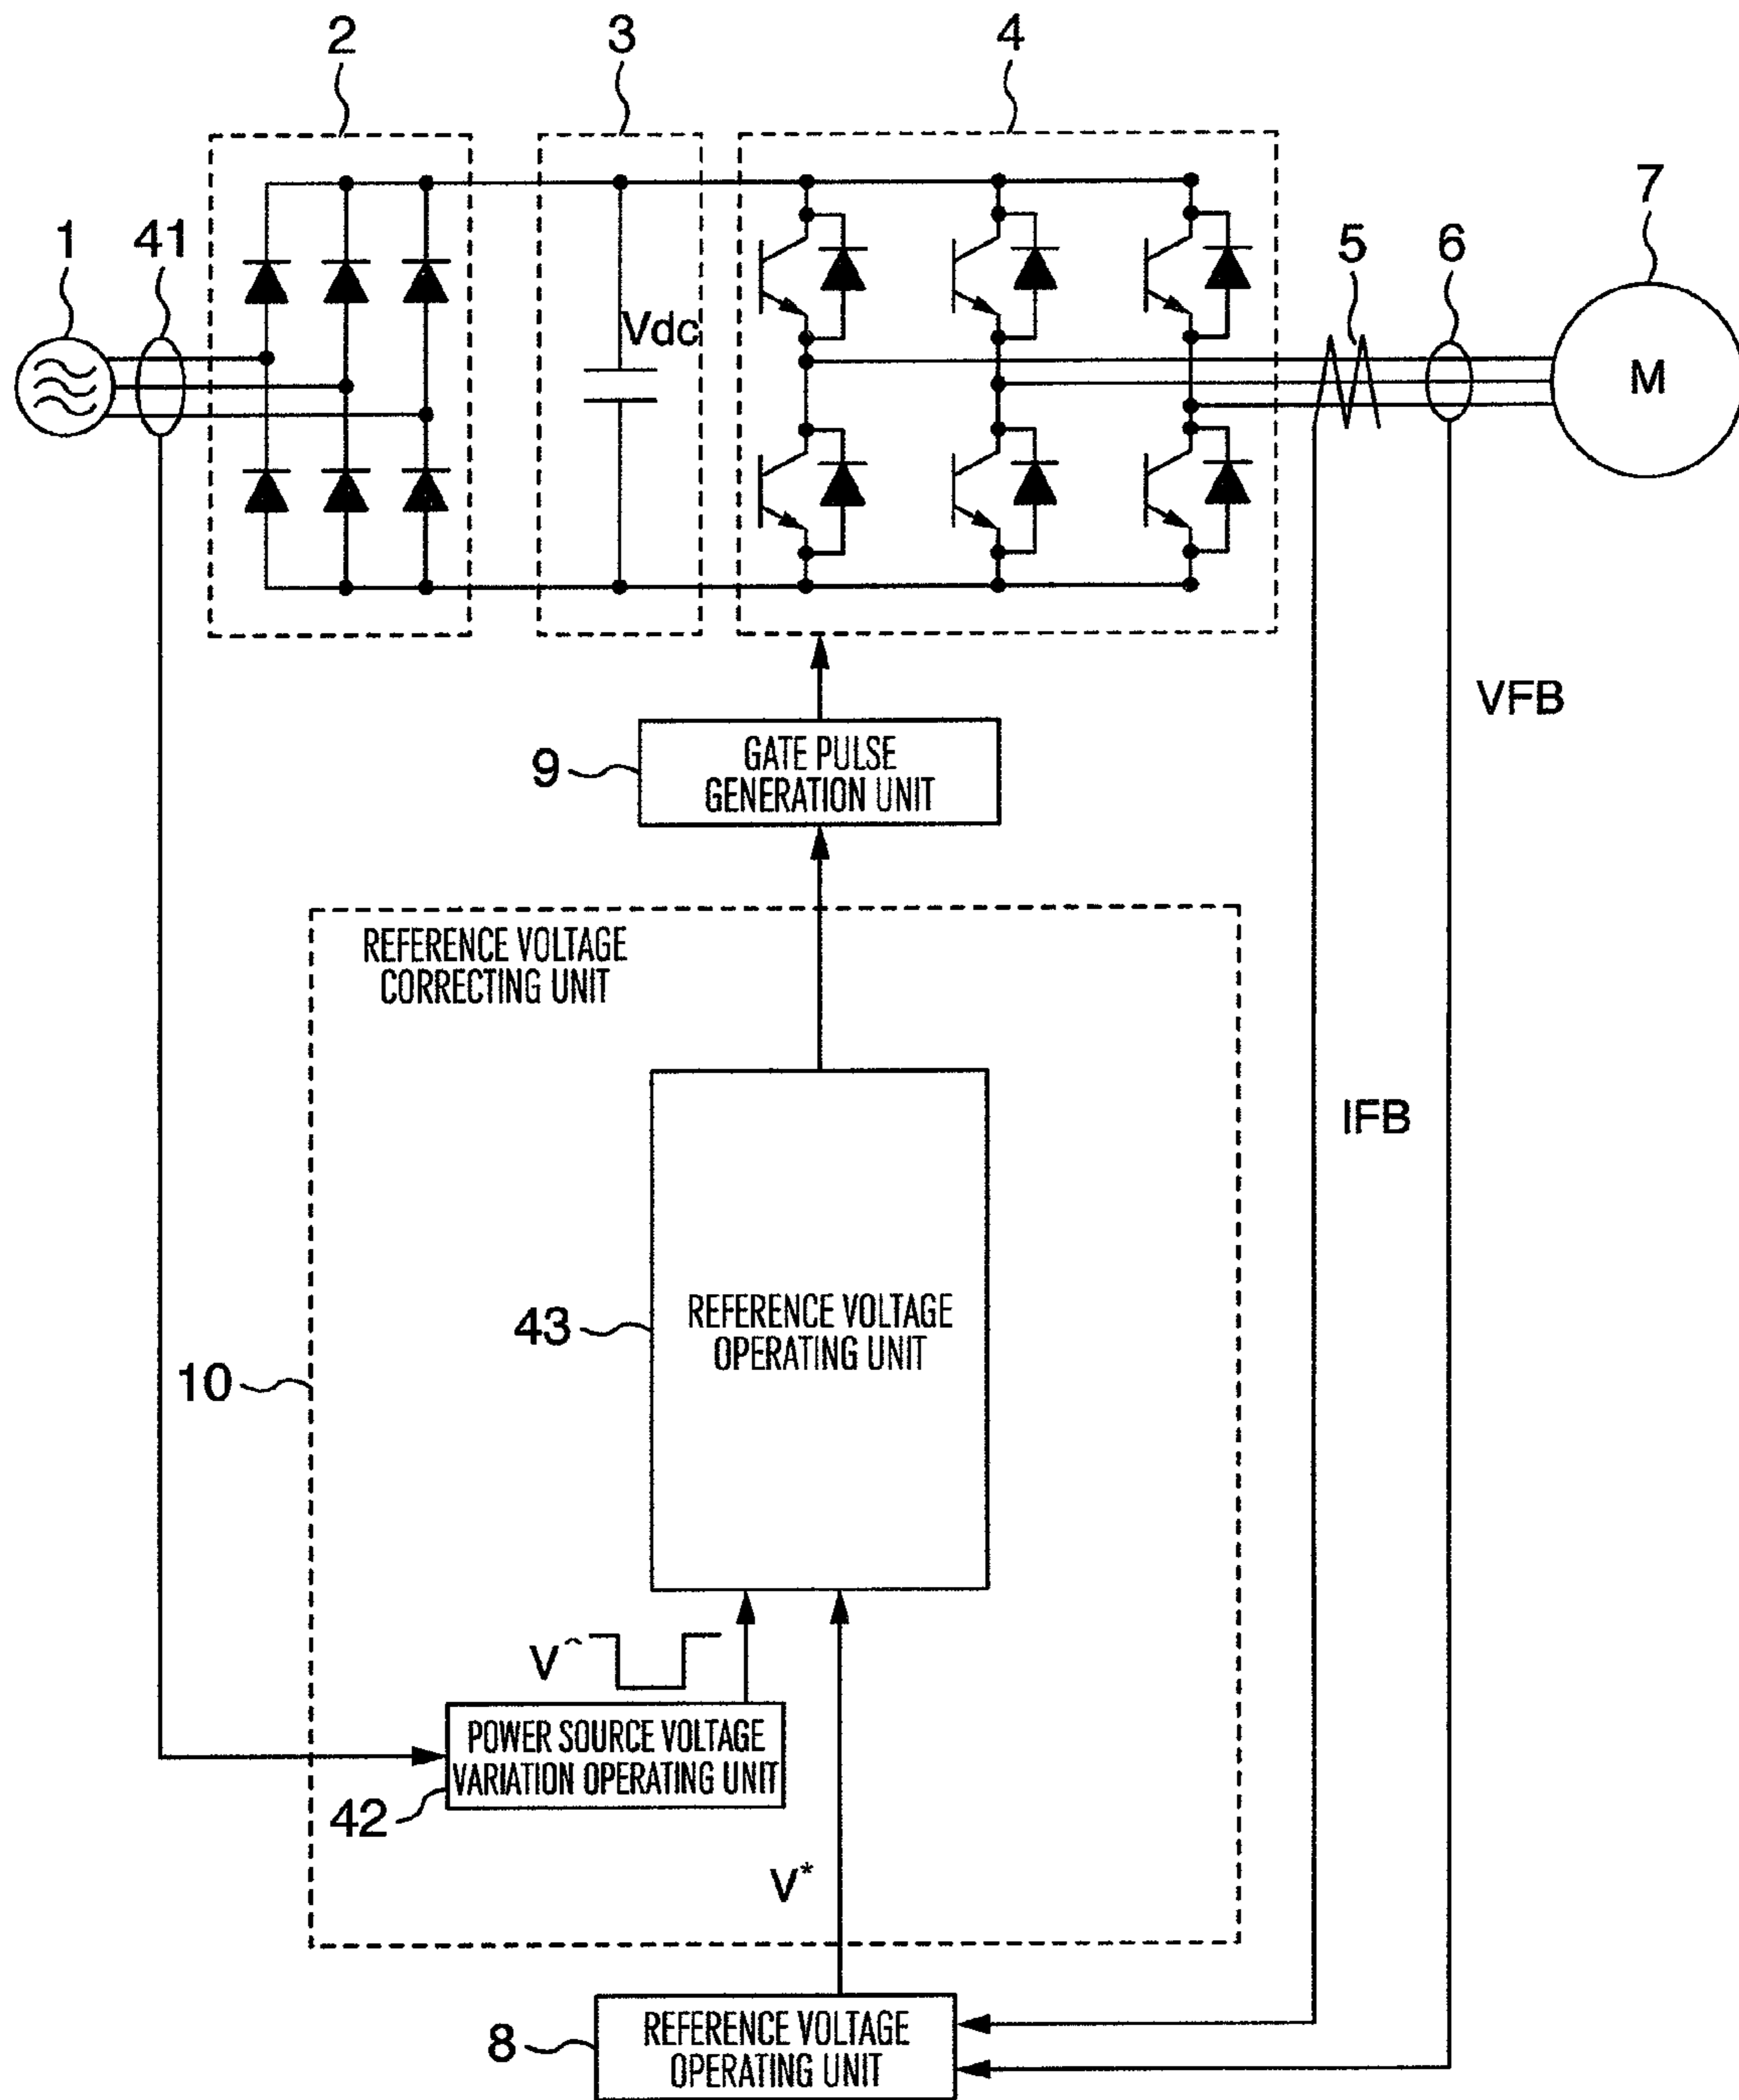 2
3
4
7
1
41
5
6
Vdc
M
VFB
9
GATE PULSE
GENERATION UNIT
REFERENCE VOLTAGE
CORRECTING UNIT
IFB
43
REFERENCE VOLTAGE
OPERATING UNIT
10
V^
POWER SOURCE VOLTAGE
VARIATION OPERATING UNIT
42
V*
8
REFERENCE VOLTAGE
OPERATING UNIT